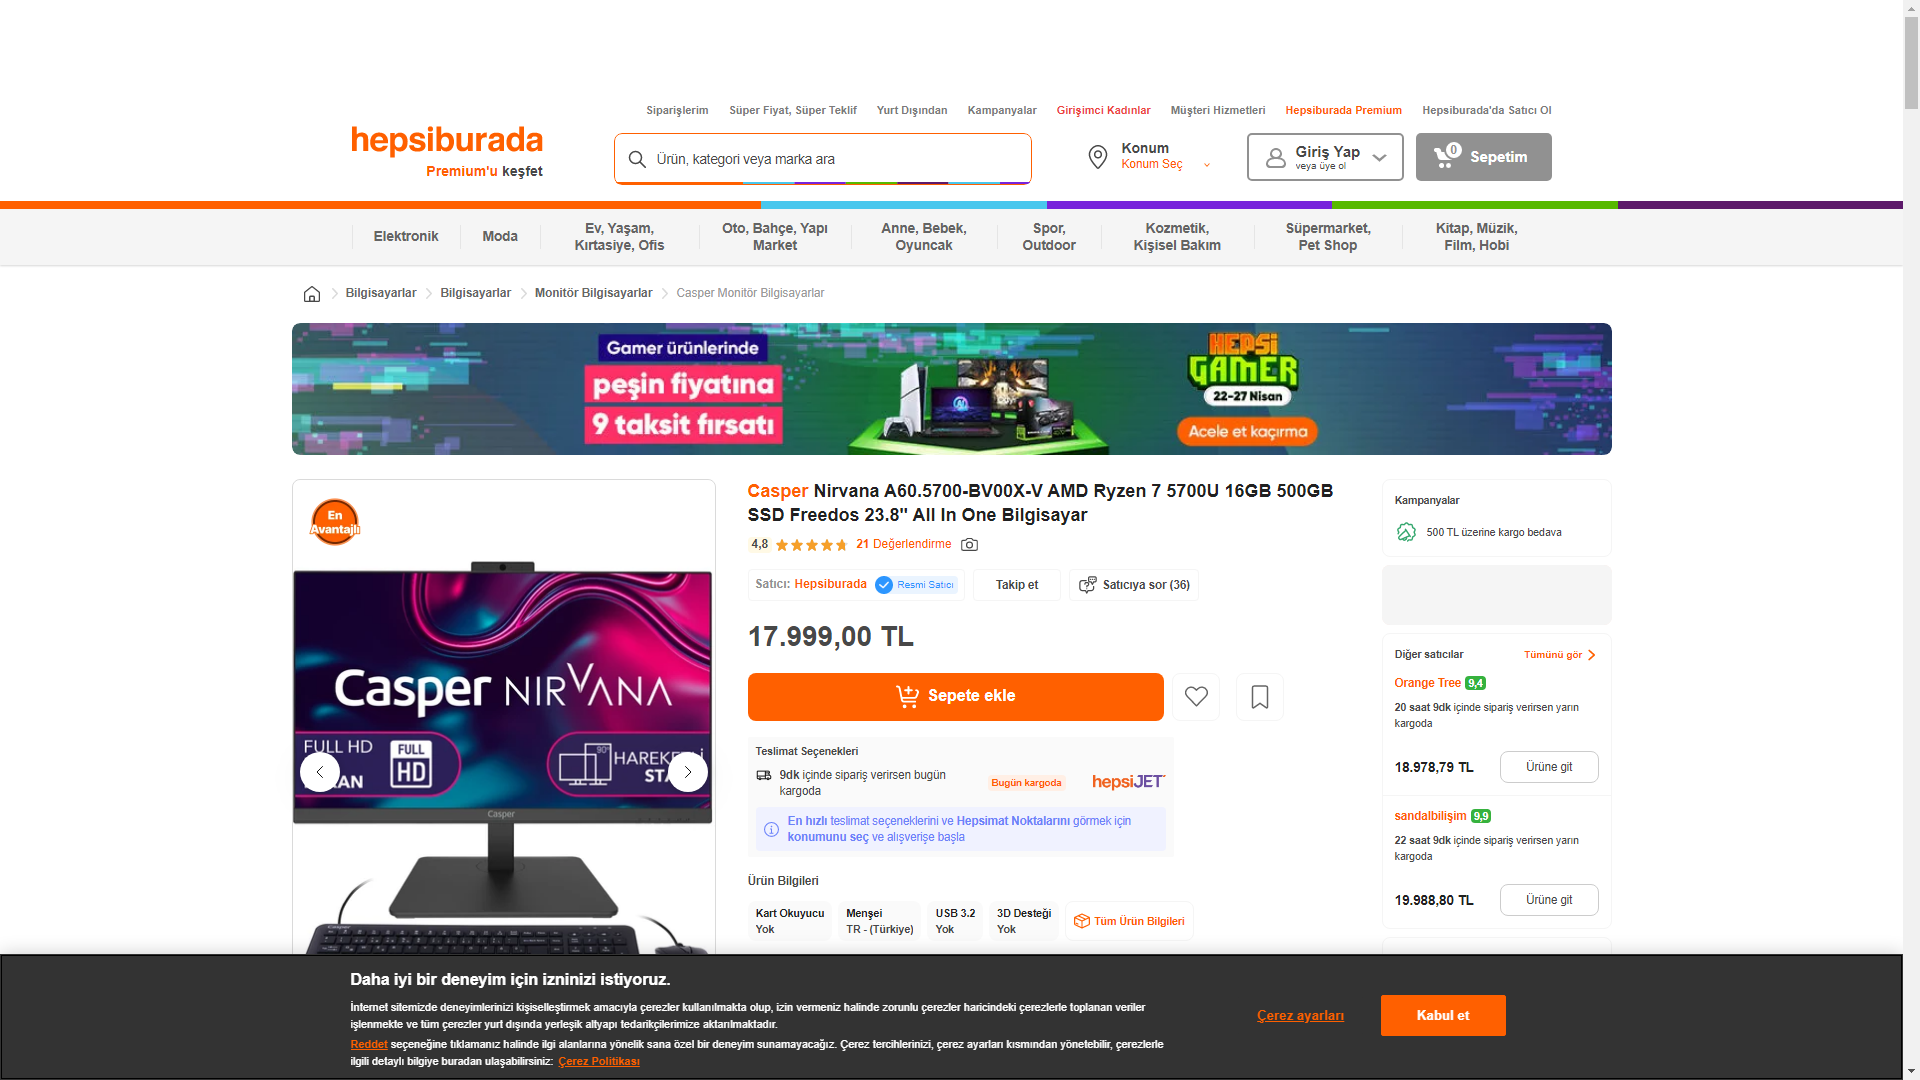 Siparişlerim Süper Fiyat, Süper Teklif Yurt Dışından Kampanyalar Girişimci Kadınlar Müşteri Hizmetleri Hepsiburada Premium Hepsiburada'da Satıcı Ol
hepsiburada
Premium'u keşfet
Ürün, kategori veya marka ara
Konum
Konum Seç
Giriş Yap
veya üye ol
0
Sepetim
Elektronik
Moda
Ev, Yaşam,
Kırtasiye, Ofis
Oto, Bahçe, Yapı
Market
Anne, Bebek,
Oyuncak
Spor,
Outdoor
Kozmetik,
Kişisel Bakım
Süpermarket,
Pet Shop
Kitap, Müzik,
Film, Hobi
Bilgisayarlar Bilgisayarlar Monitör Bilgisayarlar Casper Monitör Bilgisayarlar
Gamer ürünlerinde
peşin fiyatına
9 taksit fırsatı
HEPSİ
GAMER
22-27 Nisan
Acele et kaçırma
En
Avantajlı
Casper NIRVANA
FULL HD
RAN
FULL
HD
90°
HAREKETLİ
STA
Casper
Casper Nirvana A60.5700-BV00X-V AMD Ryzen 7 5700U 16GB 500GB
SSD Freedos 23.8" All In One Bilgisayar
4,8 21 Değerlendirme
Satıcı: Hepsiburada Resmi Satıcı
Takip et
Satıcıya sor (36)
17.999,00 TL
Sepete ekle
Teslimat Seçenekleri
9dk içinde sipariş verirsen bugün
kargoda
Bugün kargoda
hepsiJET
En hızlı teslimat seçeneklerini ve Hepsimat Noktalarını görmek için
konumunu seç ve alışverişe başla
Ürün Bilgileri
Kart Okuyucu
Yok
Menşei
TR - (Türkiye)
USB 3.2
Yok
3D Desteği
Yok
Tüm Ürün Bilgileri
Kampanyalar
500 TL üzerine kargo bedava
Diğer satıcılar Tümünü gör
Orange Tree 9,4
20 saat 9dk içinde sipariş verirsen yarın
kargoda
18.978,79 TL Ürüne git
sandalbilişim 9,9
22 saat 9dk içinde sipariş verirsen yarın
kargoda
19.988,80 TL Ürüne git
Daha iyi bir deneyim için izninizi istiyoruz.
İnternet sitemizde deneyimlerinizi kişiselleştirmek amacıyla çerezler kullanılmakta olup, izin vermeniz halinde zorunlu çerezler haricindeki çerezlerle toplanan veriler
işlenmekte ve tüm çerezler yurt dışında yerleşik altyapı tedarikçilerimize aktarılmaktadır.
Reddet seçeneğine tıklamanız halinde ilgi alanlarına yönelik sana özel bir deneyim sunamayacağız. Çerez tercihlerinizi, çerez ayarları kısmından yönetebilir, çerezlerle
ilgili detaylı bilgiye buradan ulaşabilirsiniz: Çerez Politikası
Çerez ayarları
Kabul et